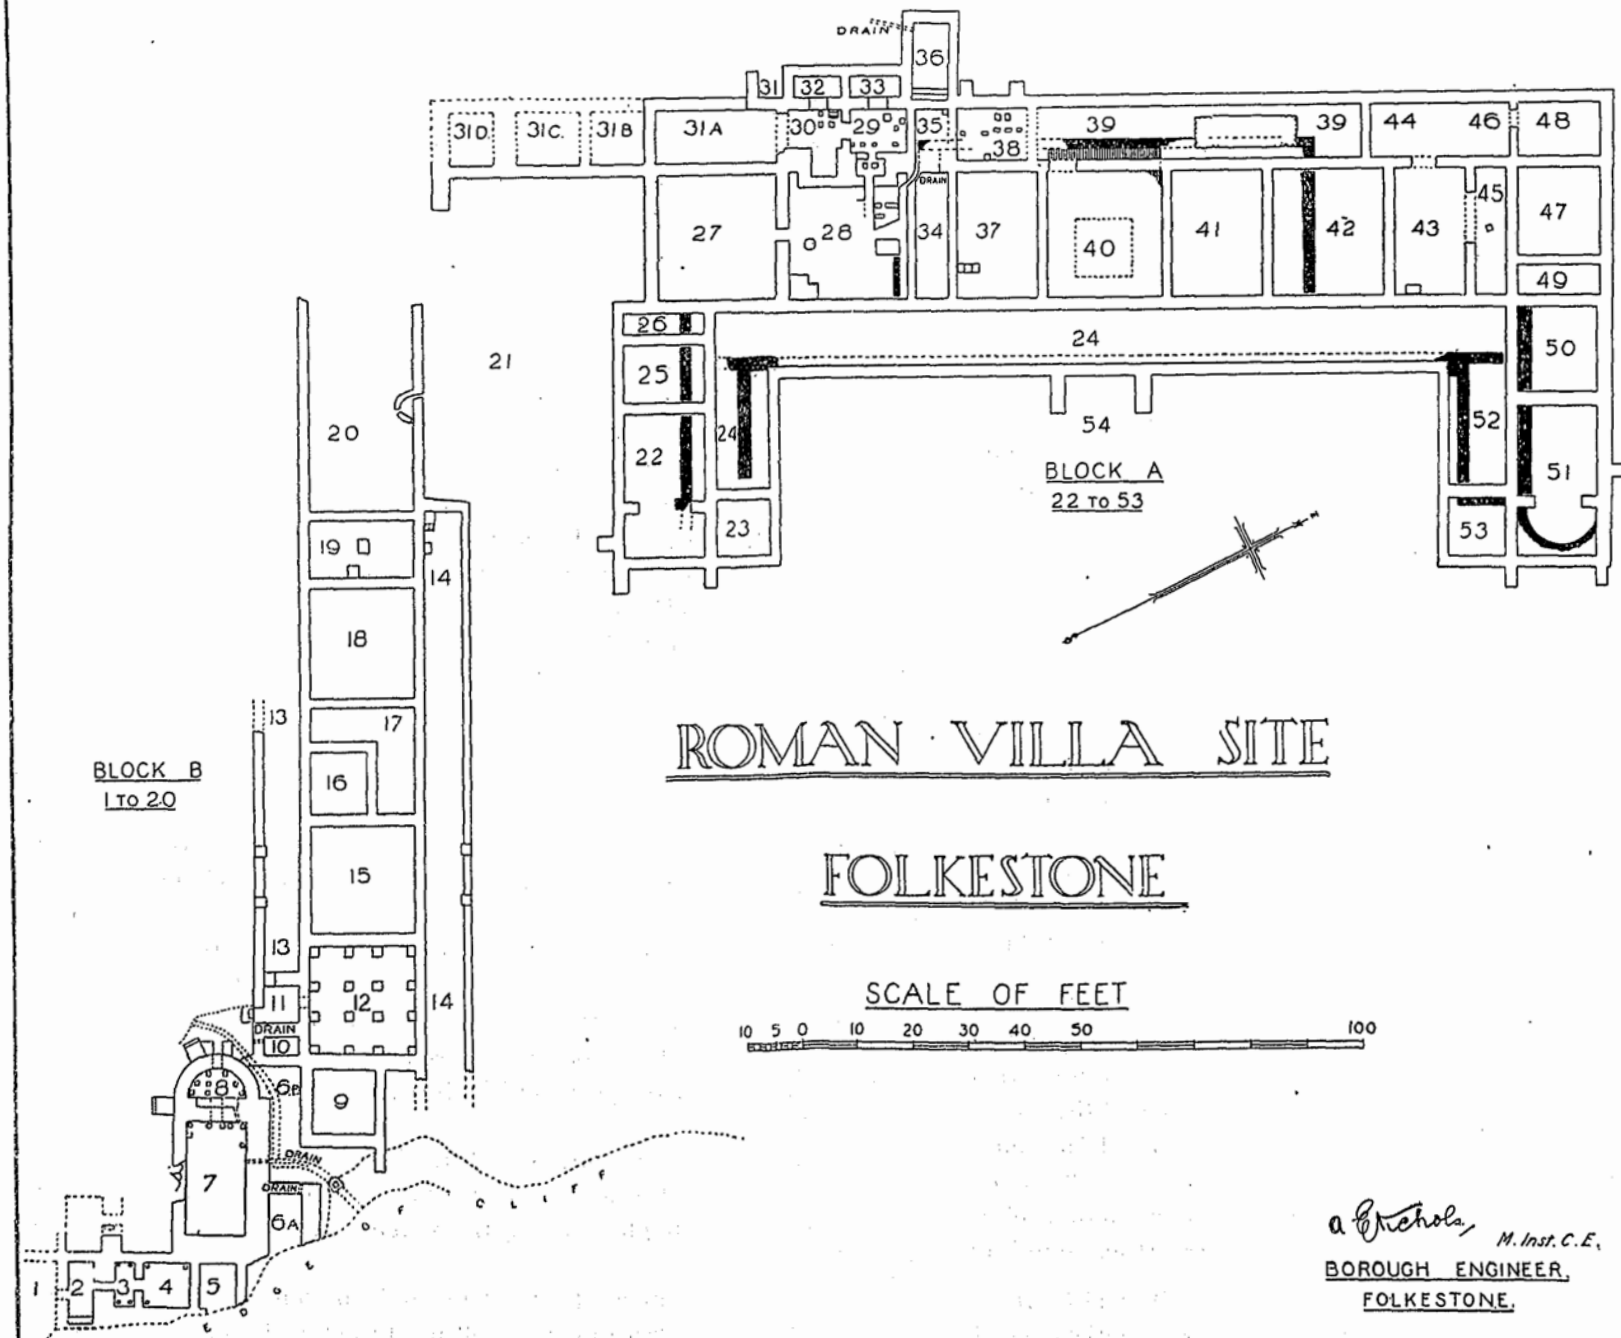 DRAIN
36
31 32 33
31D. 31C. 31B 31A 30 29 35 38 39 39 44 46 48
DRAIN
27 28 34 37 40 41 42 43 45 47
49
26 24 50
21 25
20 22 24 54 52 51
BLOCK A
22 TO 53
23 53
19 14
18
13 17
BLOCK B
1 TO 20
16
15
13
11 12 14
DRAIN
10
8 6B 9
DRAIN
7 DRAIN
6A
1 2 3 4 5
EDGE OF CLIFF
ROMAN VILLA SITE
FOLKESTONE
SCALE OF FEET
10 5 0 10 20 30 40 50 100
A E Nichols,
M. Inst. C. E.
BOROUGH ENGINEER.
FOLKESTONE.